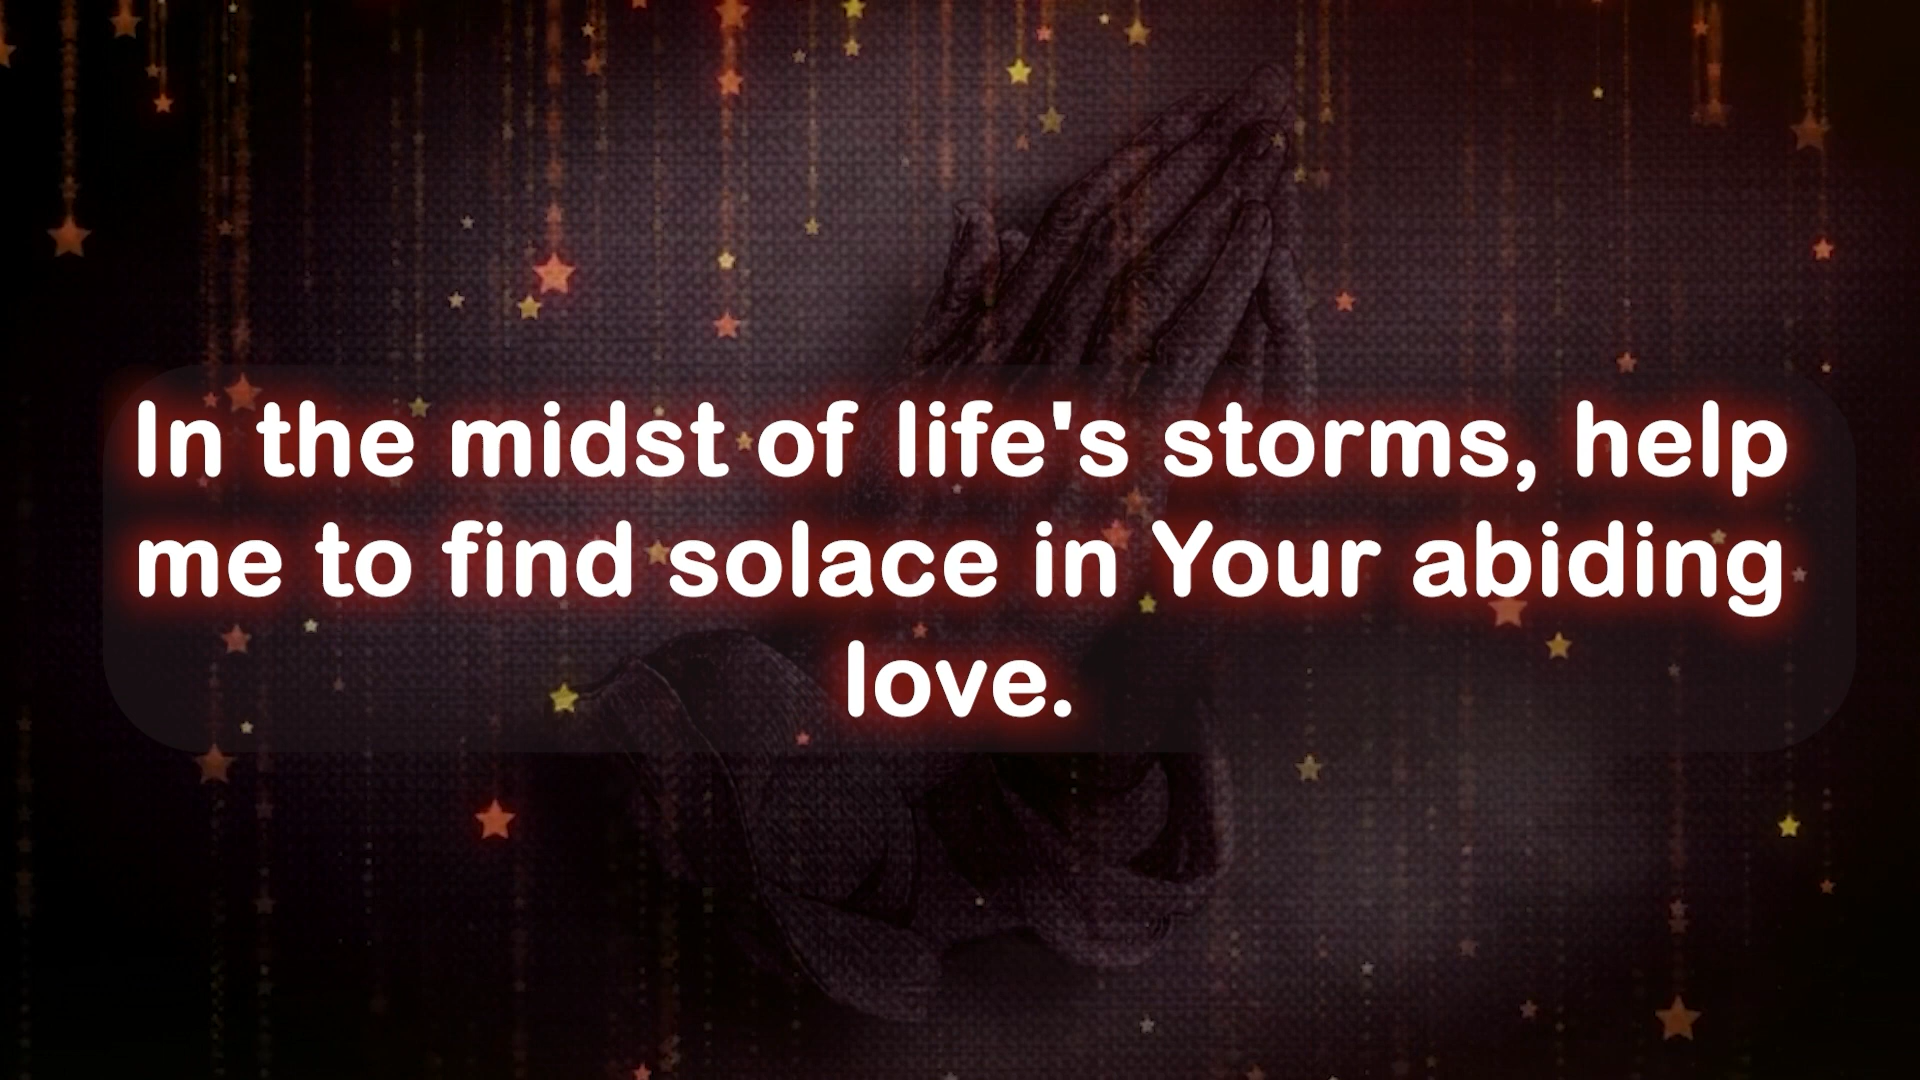 In the midst of life's storms, help
me to find solace in Your abiding
love.